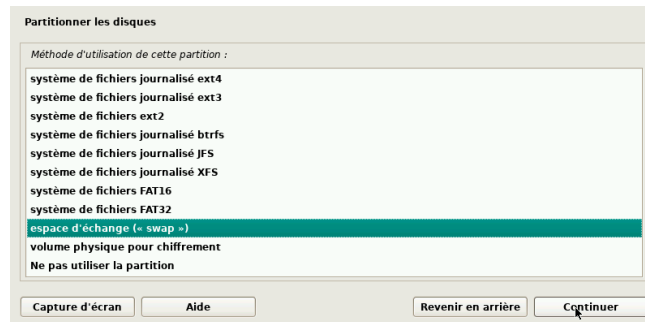 Partitionner les disques
Méthode d'utilisation de cette partition :
système de fichiers journalisé ext4
système de fichiers journalisé ext3
système de fichiers ext2
système de fichiers journalisé btrfs
système de fichiers journalisé JFS
système de fichiers journalisé XFS
système de fichiers FAT16
système de fichiers FAT32
espace d'échange (« swap »)
volume physique pour chiffrement
Ne pas utiliser la partition
Capture d'écran Aide Revenir en arrière Continuer